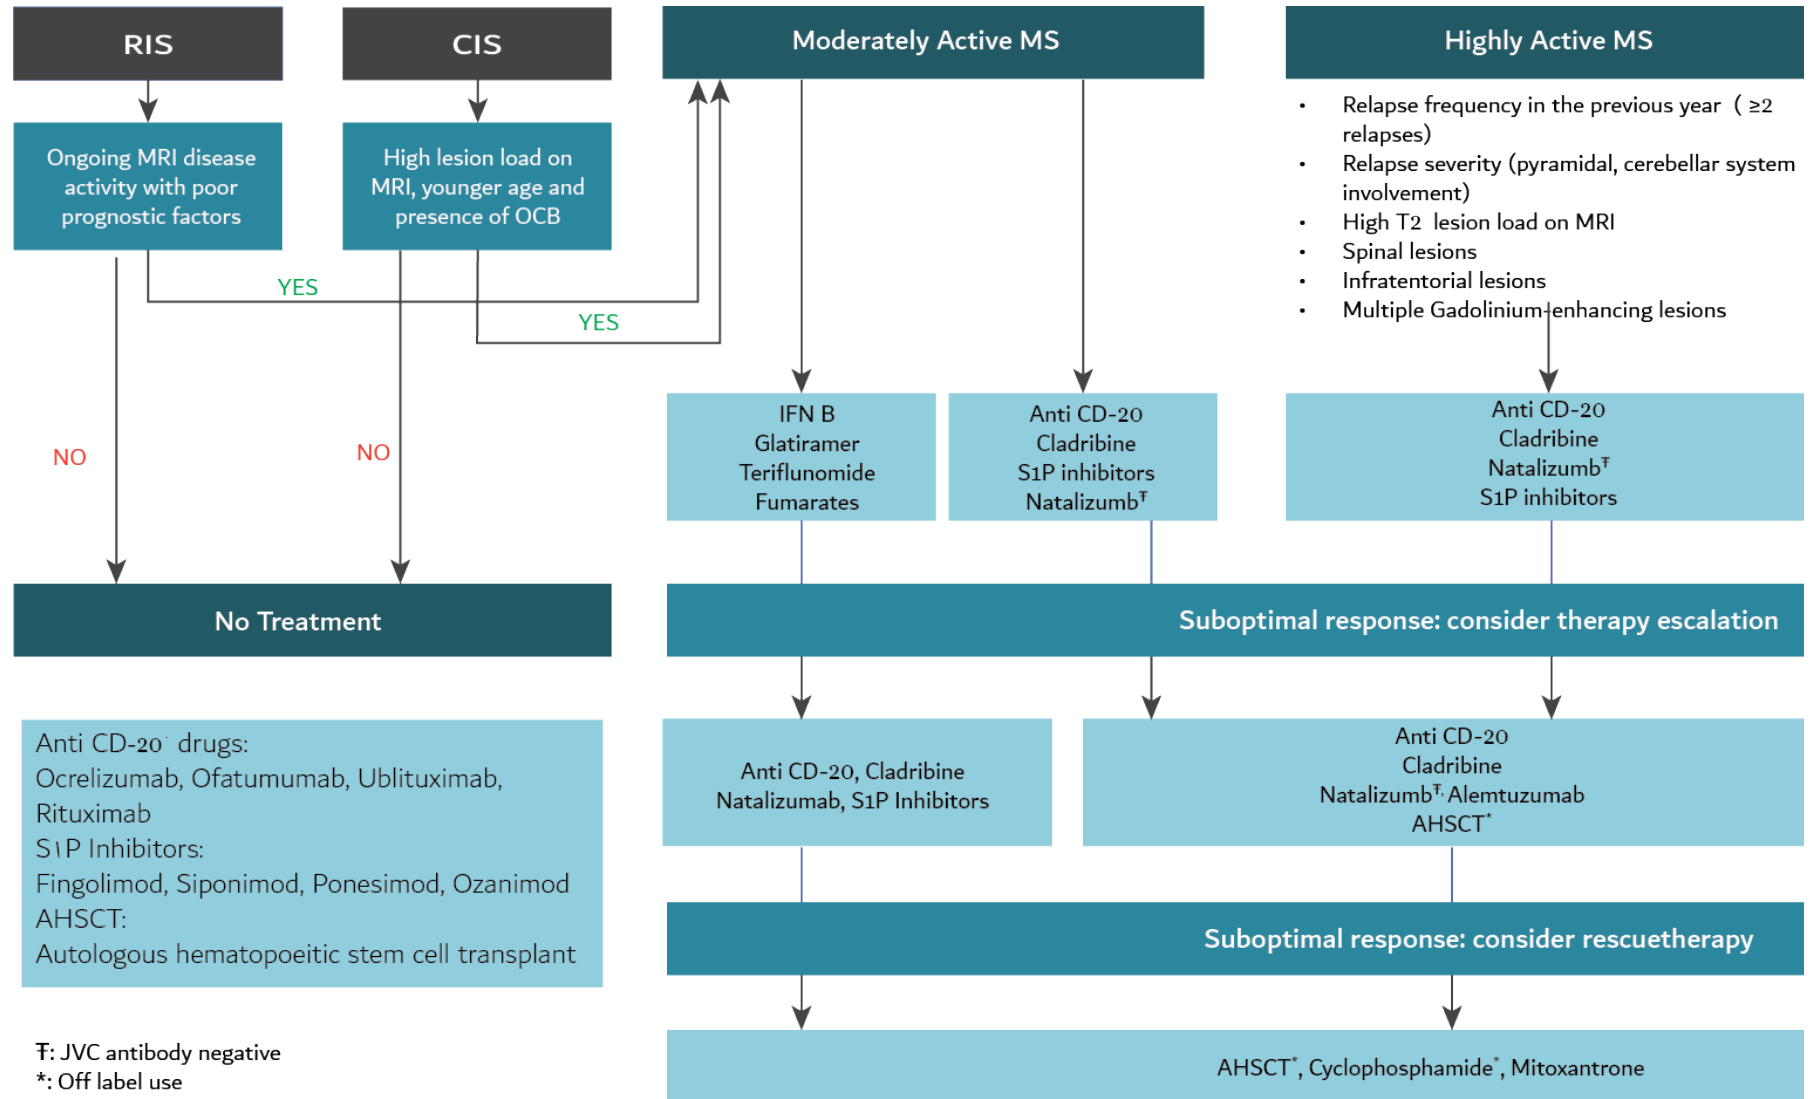 RIS
CIS
Moderately Active MS
Highly Active MS
Ongoing MRI disease
activity with poor
prognostic factors
High lesion load on
MRI, younger age and
presence of OCB
• Relapse frequency in the previous year ( ≥2
relapses)
• Relapse severity (pyramidal, cerebellar system
involvement)
• High T2 lesion load on MRI
• Spinal lesions
• Infratentorial lesions
• Multiple Gadolinium-enhancing lesions
YES
YES
NO
NO
IFN B
Glatiramer
Teriflunomide
Fumarates
Anti CD-20
Cladribine
S1P inhibitors
Natalizumb Ŧ
Anti CD-20
Cladribine
Natalizumb Ŧ
S1P inhibitors
No Treatment
Suboptimal response: consider therapy escalation
Anti CD-20, Cladribine
Natalizumab, S1P Inhibitors
Anti CD-20
Cladribine
Natalizumb Ŧ, Alemtuzumab
AHSCT*
Anti CD-20 drugs:
Ocrelizumab, Ofatumumab, Ublituximab,
Rituximab
S١P Inhibitors:
Fingolimod, Siponimod, Ponesimod, Ozanimod
AHSCT:
Autologous hematopoeitic stem cell transplant
Suboptimal response: consider rescuetherapy
AHSCT*, Cyclophosphamide*, Mitoxantrone
Ŧ: JVC antibody negative
*: Off label use